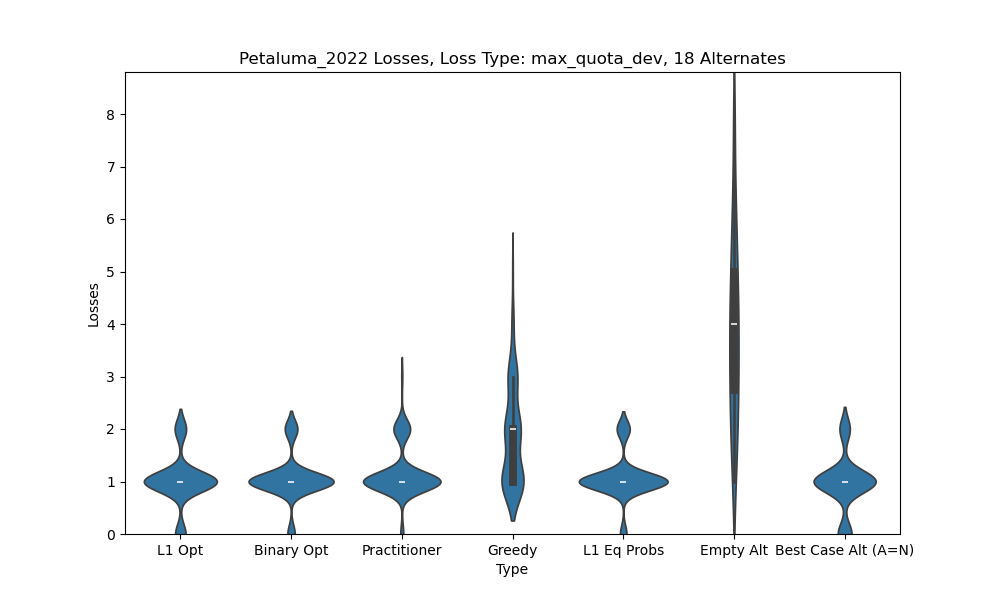 Petaluma_2022 Losses, Loss Type: max_quota_dev, 18 Alternates
8
7
6
5
4
3
2
1
0
Losses
L1 Opt
Binary Opt
Practitioner
Greedy
L1 Eq Probs
Empty Alt
Best Case Alt (A=N)
Type